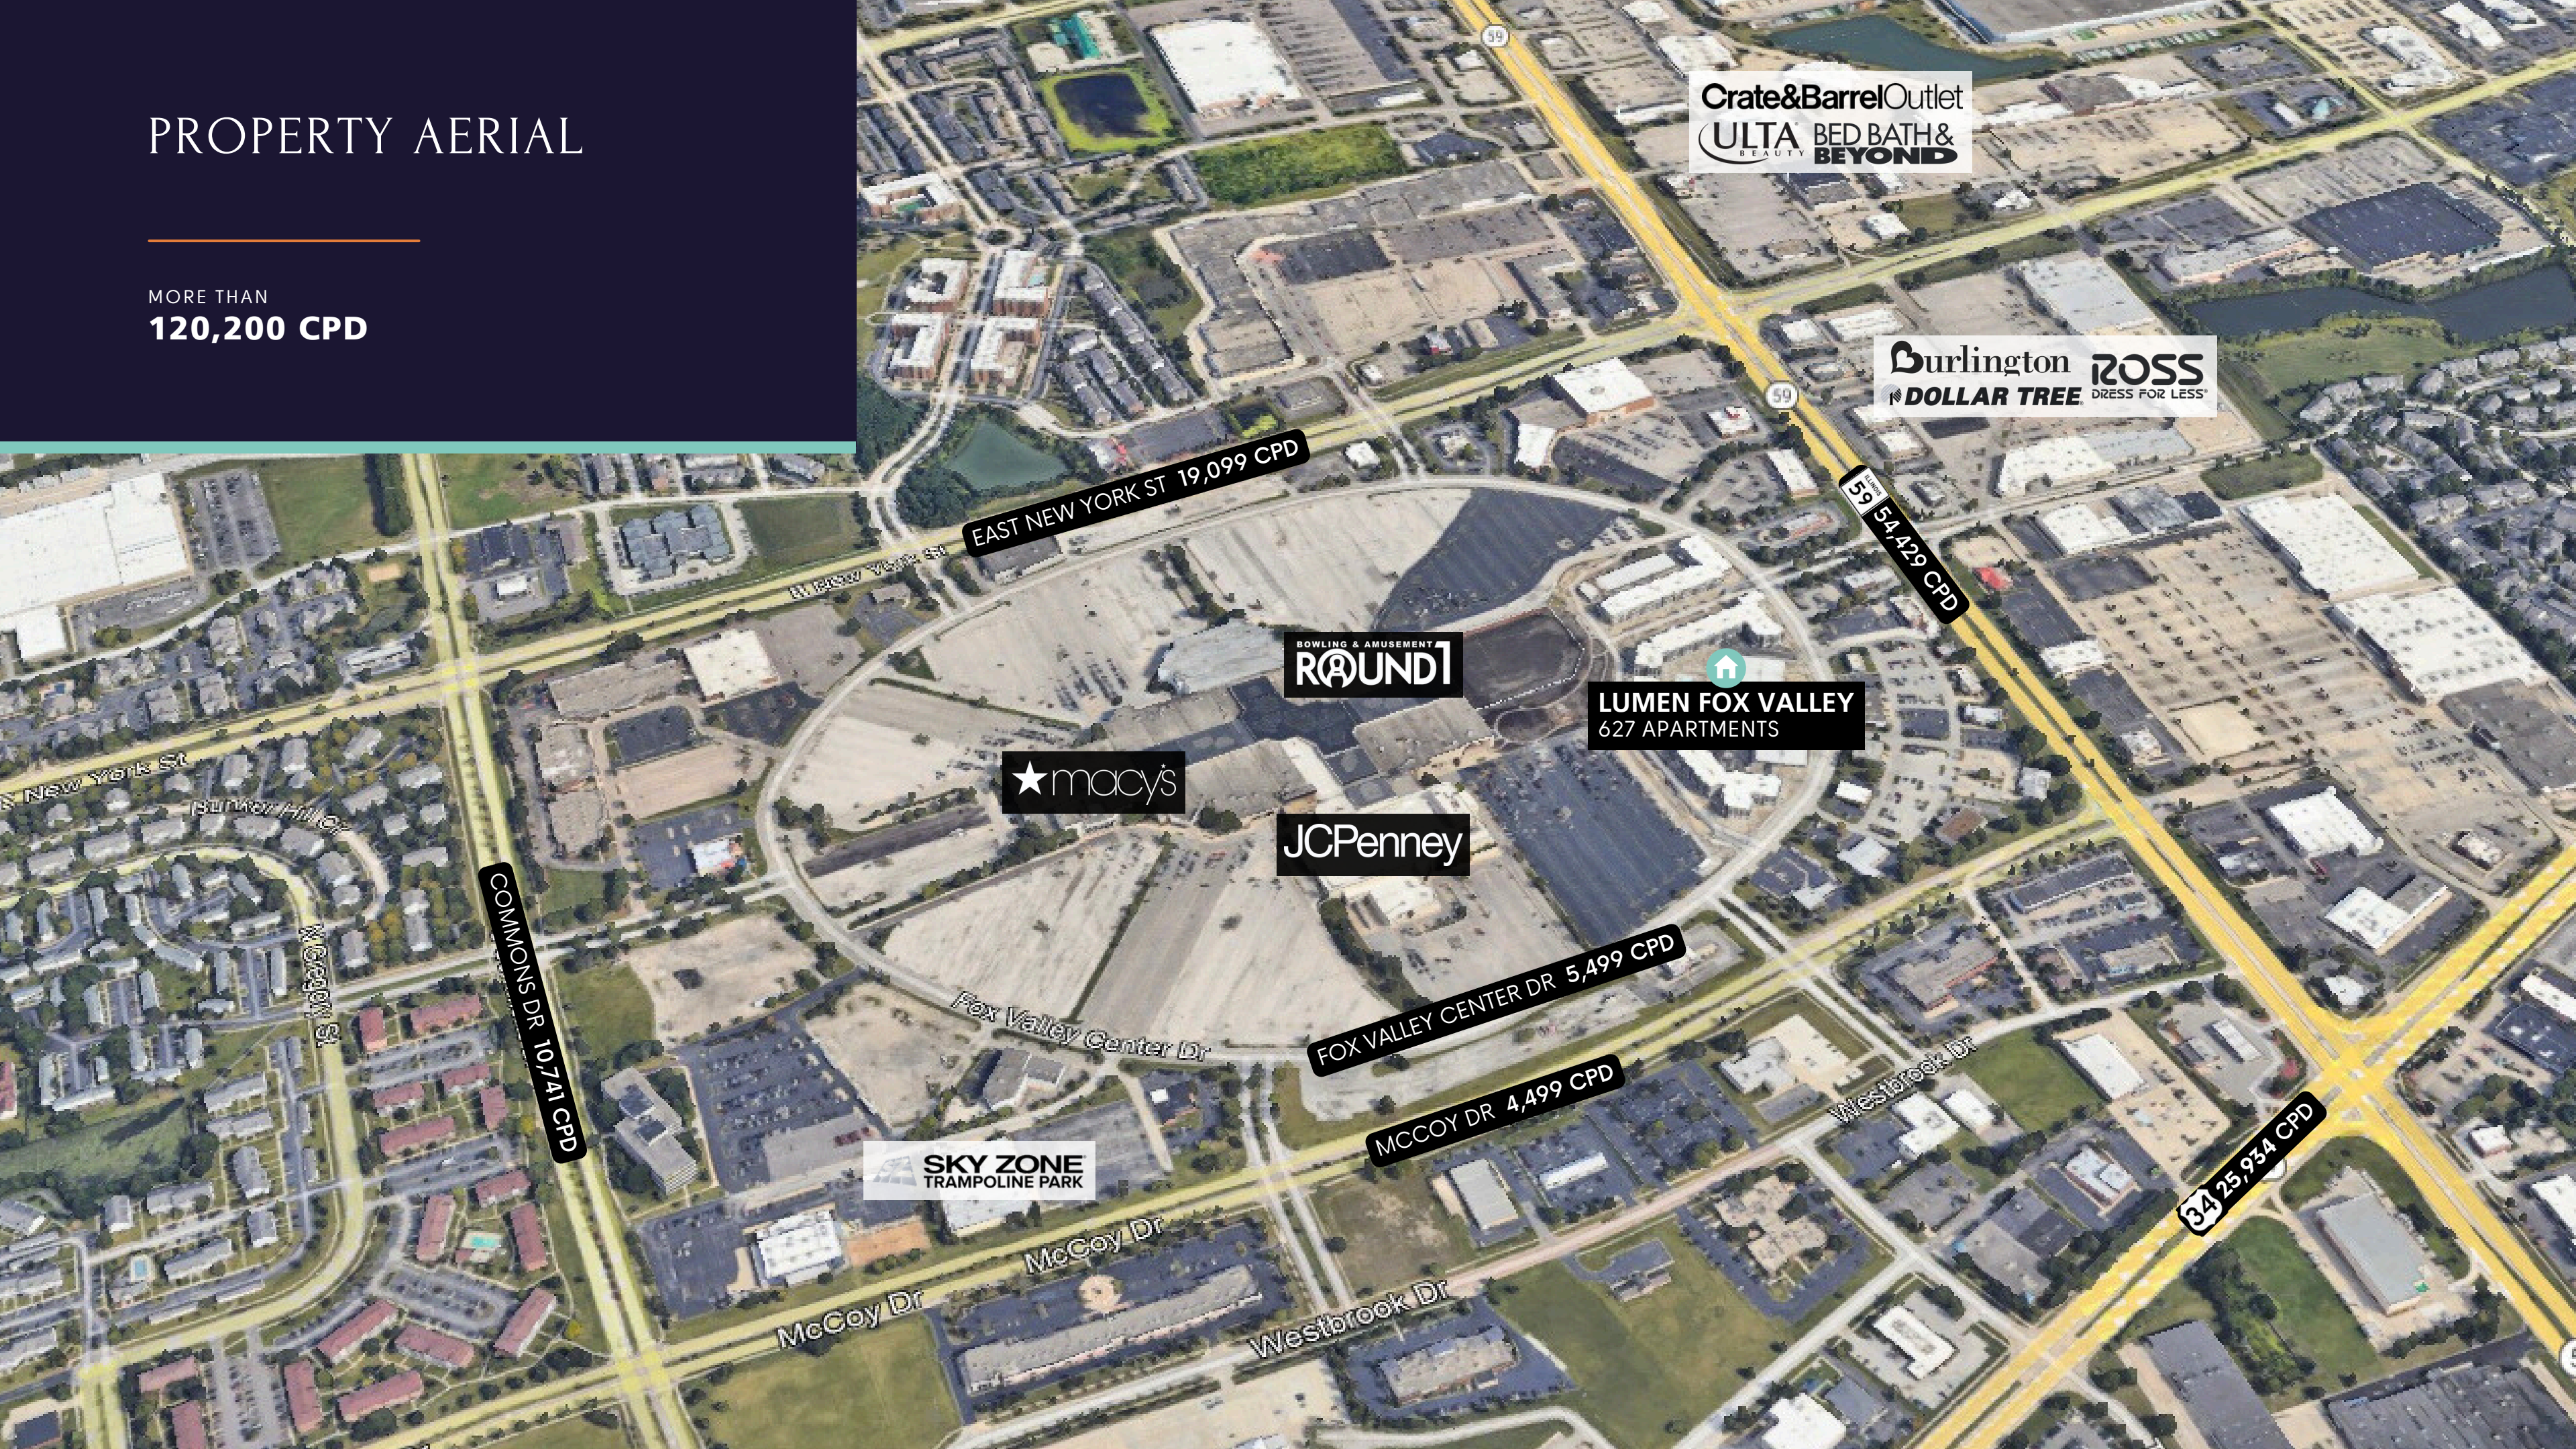 PROPERTY AERIAL
MORE THAN
120,200 CPD
59
Crate&BarrelOutlet
ULTA
BEAUTY
BED BATH &
BEYOND
59
Burlington
DOLLAR TREE
ROSS
DRESS FOR LESS
EAST NEW YORK ST 19,099 CPD
ILLINOIS
59 54,429 CPD
New York St
BOWLING & AMUSEMENT
ROUND1
LUMEN FOX VALLEY
627 APARTMENTS
macy's
JCPenney
New York St
Bunker Hill Cir
COMMONS DR 10,741 CPD
McGregor St
Fox Valley Center Dr
FOX VALLEY CENTER DR 5,499 CPD
MCCOY DR 4,499 CPD
Westbrook Dr
SKY ZONE
TRAMPOLINE PARK
34 25,934 CPD
McCoy Dr
McCoy Dr
Westbrook Dr